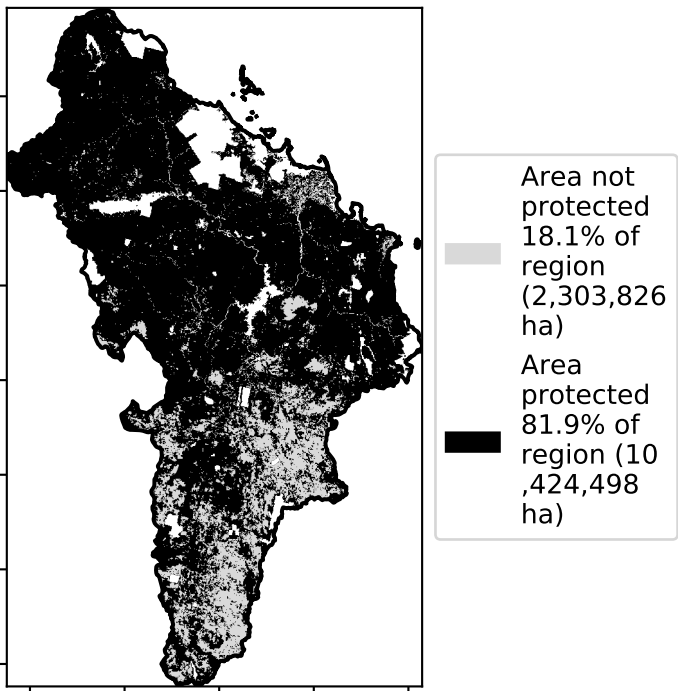 Area not
protected
18.1% of
region
(2,303,826
ha)
Area
protected
81.9% of
region (10
,424,498
ha)